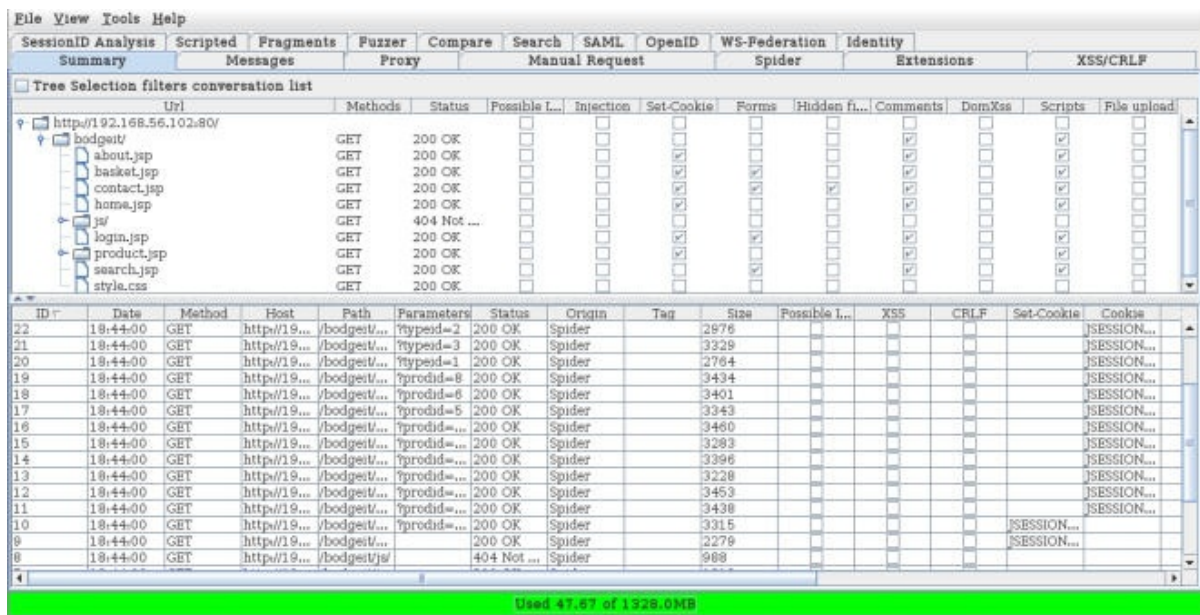 File View Tools Help
SessionID Analysis Scripted Fragments Fuzzer Compare Search SAML OpenID WS-Federation Identity
Summary Messages Proxy Manual Request Spider Extensions XSS/CRLF
Tree Selection filters conversation list
Url Methods Status Possible I... Injection Set-Cookie Forms Hidden fi... Comments DomXss Scripts File upload
http://192.168.56.102:80/
bodgeit/ GET 200 OK
about.jsp GET 200 OK
basket.jsp GET 200 OK
contact.jsp GET 200 OK
home.jsp GET 200 OK
js/ GET 404 Not ...
login.jsp GET 200 OK
product.jsp GET 200 OK
search.jsp GET 200 OK
style.css GET 200 OK
ID Date Method Host Path Parameters Status Origin Tag Size Possible I... XSS CRLF Set-Cookie Cookie
22 18:44:00 GET http://19... /bodgeit/... ?typeid=2 200 OK Spider 2976 JSESSION...
21 18:44:00 GET http://19... /bodgeit/... ?typeid=3 200 OK Spider 3329 JSESSION...
20 18:44:00 GET http://19... /bodgeit/... ?typeid=1 200 OK Spider 2764 JSESSION...
19 18:44:00 GET http://19... /bodgeit/... ?prodid=8 200 OK Spider 3434 JSESSION...
18 18:44:00 GET http://19... /bodgeit/... ?prodid=6 200 OK Spider 3401 JSESSION...
17 18:44:00 GET http://19... /bodgeit/... ?prodid=5 200 OK Spider 3343 JSESSION...
16 18:44:00 GET http://19... /bodgeit/... ?prodid=... 200 OK Spider 3460 JSESSION...
15 18:44:00 GET http://19... /bodgeit/... ?prodid=... 200 OK Spider 3283 JSESSION...
14 18:44:00 GET http://19... /bodgeit/... ?prodid=... 200 OK Spider 3396 JSESSION...
13 18:44:00 GET http://19... /bodgeit/... ?prodid=... 200 OK Spider 3228 JSESSION...
12 18:44:00 GET http://19... /bodgeit/... ?prodid=... 200 OK Spider 3453 JSESSION...
11 18:44:00 GET http://19... /bodgeit/... ?prodid=... 200 OK Spider 3438 JSESSION...
10 18:44:00 GET http://19... /bodgeit/... ?prodid=... 200 OK Spider 3315 JSESSION...
9 18:44:00 GET http://19... /bodgeit/... 200 OK Spider 2279 JSESSION...
8 18:44:00 GET http://19... /bodgeit/js/ 404 Not ... Spider 988
Used 47.67 of 1328.0MB